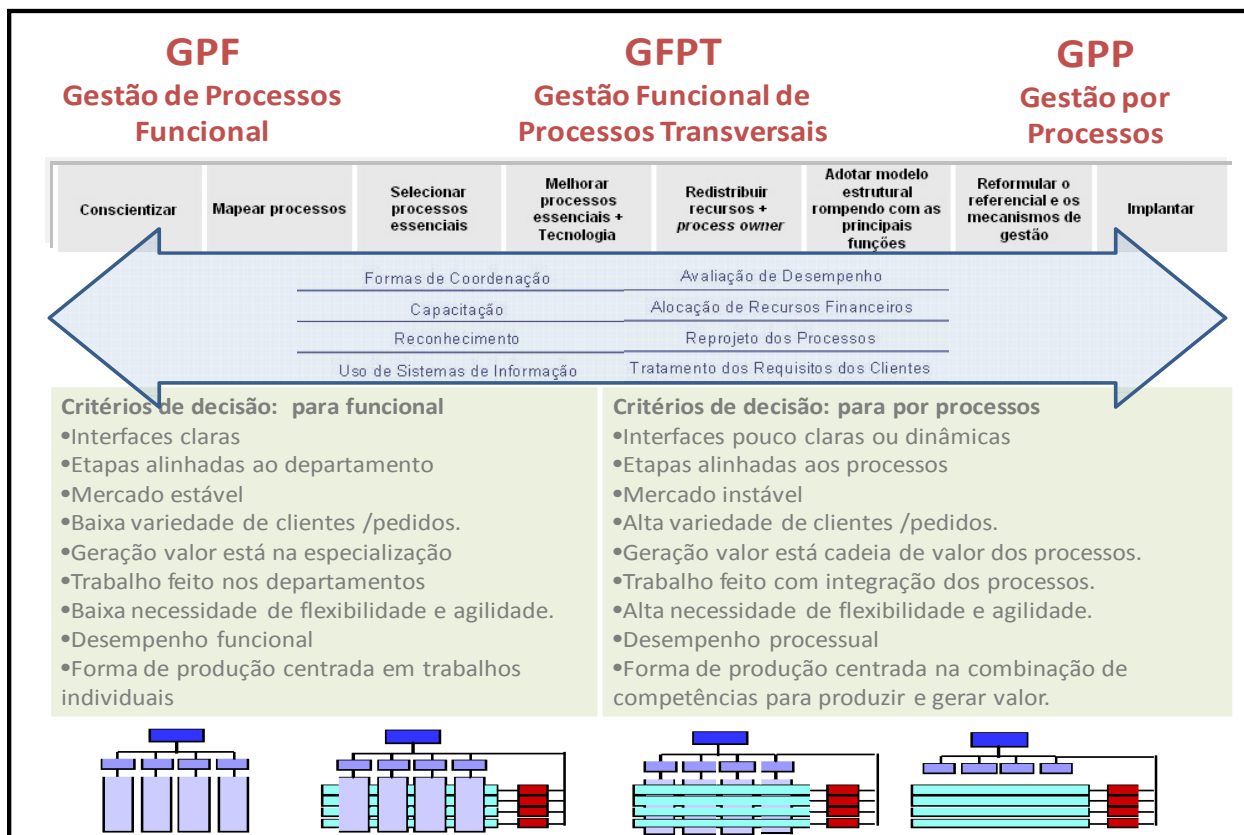 GPF
Gestão de Processos
Funcional
GFPT
Gestão Funcional de
Processos Transversais
GPP
Gestão por
Processos
Conscientizar
Mapear processos
Selecionar
processos
essenciais
Melhorar
processos
essenciais +
Tecnologia
Redistribuir
recursos +
process owner
Adotar modelo
estrutural
rompendo com as
principais
funções
Reformular o
referencial e os
mecanismos de
gestão
Implantar
Formas de Coordenação
Capacitação
Reconhecimento
Uso de Sistemas de Informação
Avaliação de Desempenho
Alocação de Recursos Financeiros
Reprojeto dos Processos
Tratamento dos Requisitos dos Clientes
Critérios de decisão: para funcional
•Interfaces claras
•Etapas alinhadas ao departamento
•Mercado estável
•Baixa variedade de clientes /pedidos.
•Geração valor está na especialização
•Trabalho feito nos departamentos
•Baixa necessidade de flexibilidade e agilidade.
•Desempenho funcional
•Forma de produção centrada em trabalhos
individuais
Critérios de decisão: para por processos
•Interfaces pouco claras ou dinâmicas
•Etapas alinhadas aos processos
•Mercado instável
•Alta variedade de clientes /pedidos.
•Geração valor está cadeia de valor dos processos.
•Trabalho feito com integração dos processos.
•Alta necessidade de flexibilidade e agilidade.
•Desempenho processual
•Forma de produção centrada na combinação de
competências para produzir e gerar valor.